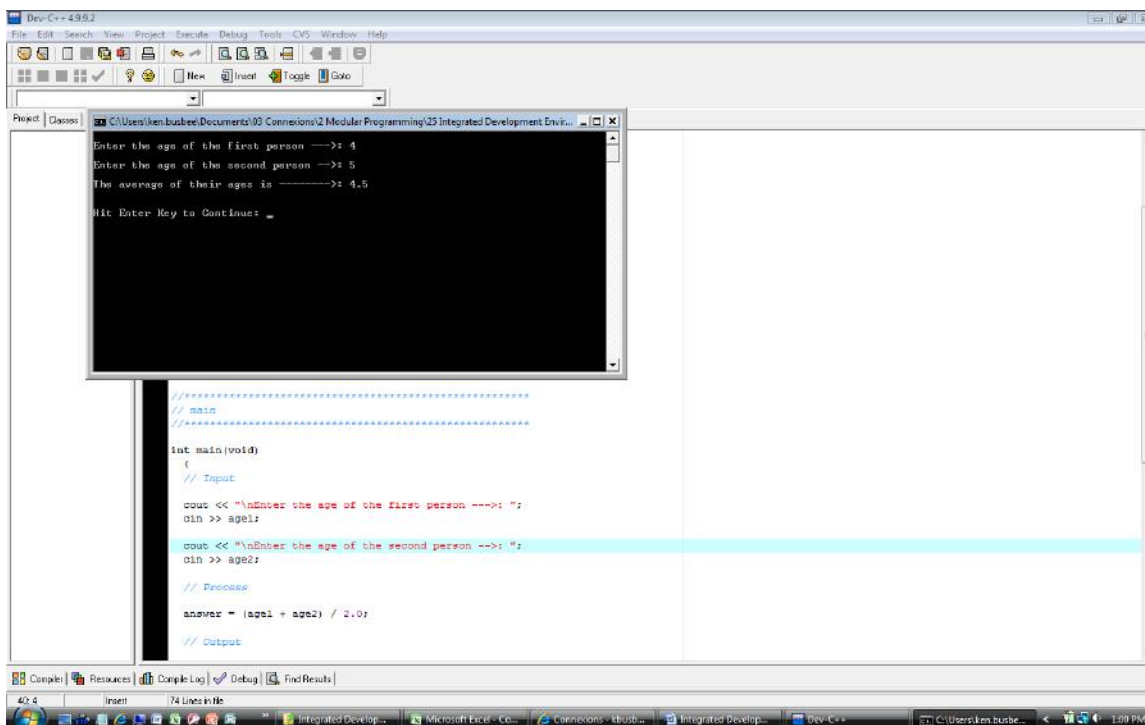 Dev-C++ 4.9.9.2
File Edit Search View Project Execute Debug Tools CVS Window Help
New Insert Toggle Goto
Project Classes
C:\Users\ken.busbee\Documents\03 Connexions\2 Modular Programming\25 Integrated Development Envir...
Enter the age of the first person --->: 4
Enter the age of the second person -->: 5
The average of their ages is -------->: 4.5
Hit Enter Key to Continue: _
//******************************************************
// main
//******************************************************
int main(void)
{
// Input
cout << "\nEnter the age of the first person --->: ";
cin >> age1;
cout << "\nEnter the age of the second person -->: ";
cin >> age2;
// Process
answer = (age1 + age2) / 2.0;
// Output
Compiler Resources Compile Log Debug Find Results
40: 4 Insert 74 Lines in file
Integrated Develop... Microsoft Excel - Co... Connexions - kbusb... Integrated Develop... Dev-C++ C:\Users\ken.busbe... 1:00 PM